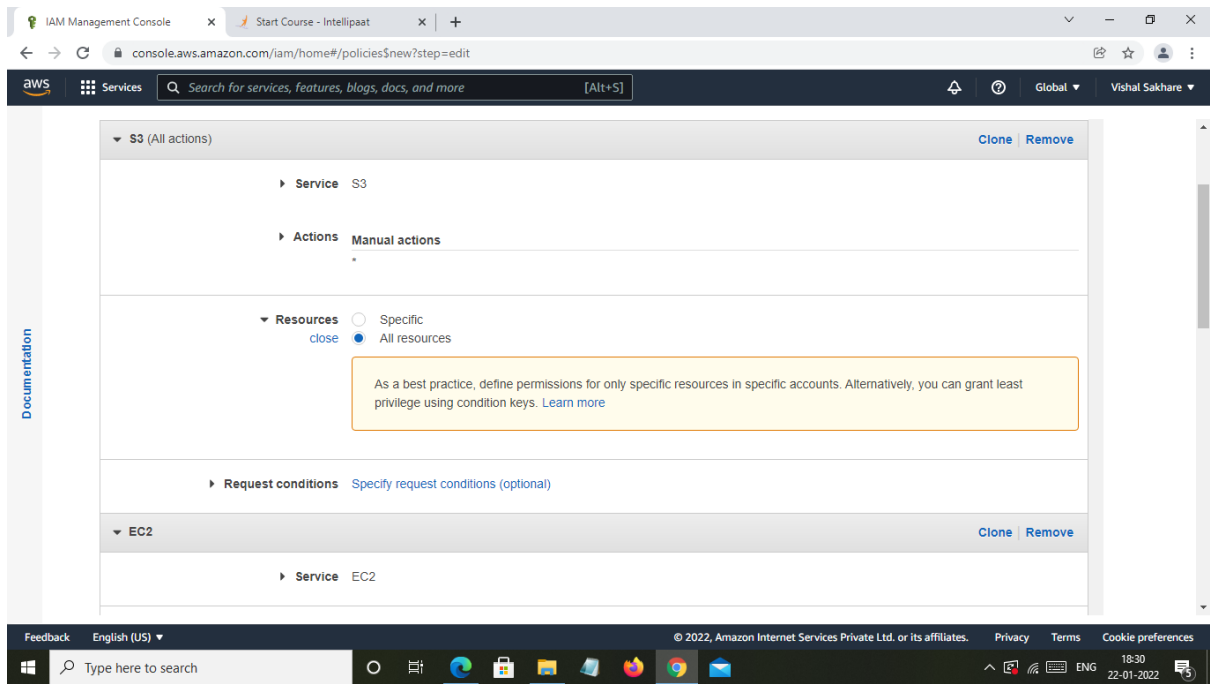 IAM Management Console
Start Course - Intellipaat
console.aws.amazon.com/iam/home#/policies$new?step=edit
aws Services Search for services, features, blogs, docs, and more [Alt+S] Global Vishal Sakhare
S3 (All actions) Clone Remove
Service S3
Actions Manual actions
*
Resources Specific
close All resources
As a best practice, define permissions for only specific resources in specific accounts. Alternatively, you can grant least
privilege using condition keys. Learn more
Request conditions Specify request conditions (optional)
EC2 Clone Remove
Service EC2
Documentation
Feedback English (US) © 2022, Amazon Internet Services Private Ltd. or its affiliates. Privacy Terms Cookie preferences
Type here to search ENG 18:30
22-01-2022 5